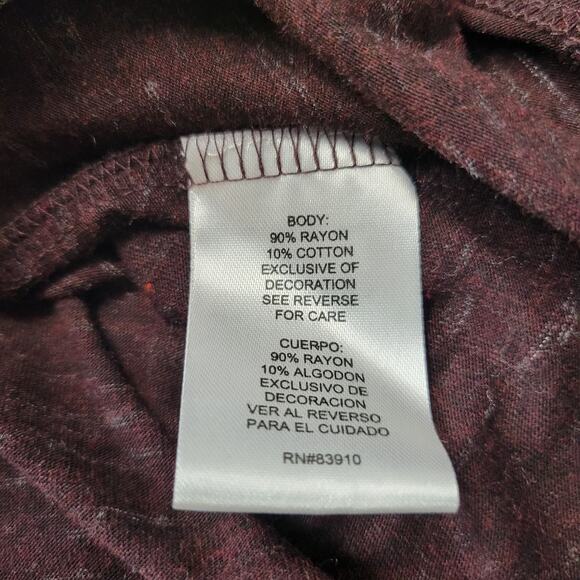 BODY:
90% RAYON
10% COTTON
EXCLUSIVE OF
DECORATION
SEE REVERSE
FOR CARE
CUERPO:
90% RAYON
10% ALGODON
EXCLUSIVO DE
DECORACION
VER AL REVERSO
PARA EL CUIDADO
RN#83910